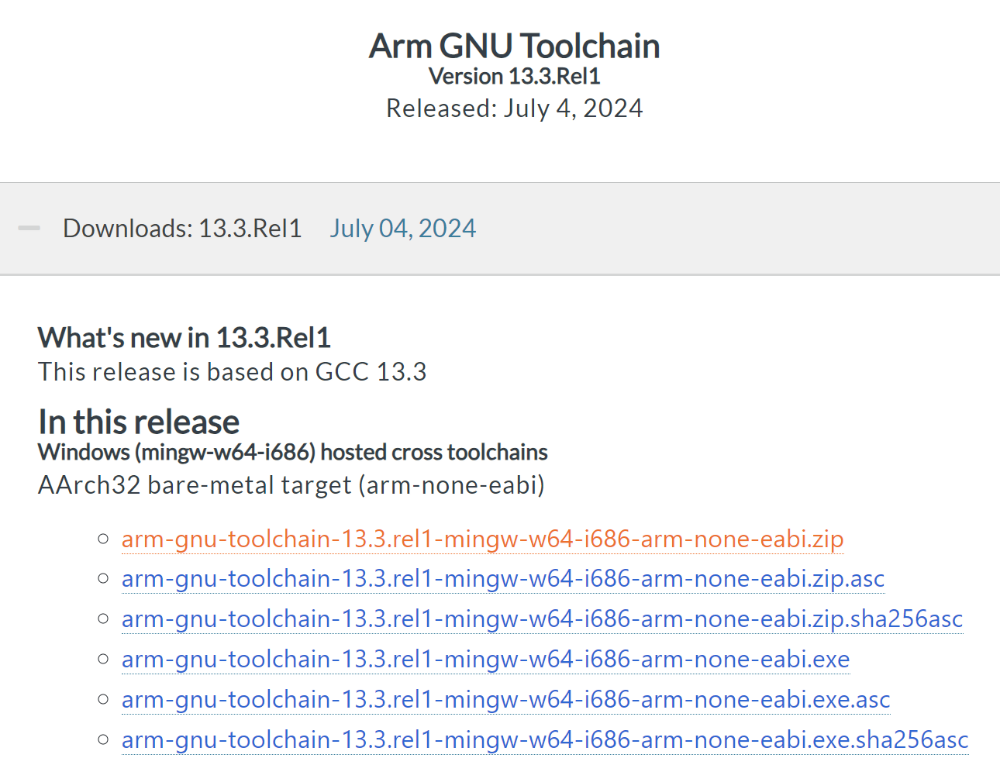 Arm GNU Toolchain
Version 13.3.Rel1
Released: July 4, 2024
Downloads: 13.3.Rel1 July 04, 2024
What's new in 13.3.Rel1
This release is based on GCC 13.3
In this release
Windows (mingw-w64-i686) hosted cross toolchains
AArch32 bare-metal target (arm-none-eabi)
arm-gnu-toolchain-13.3.rel1-mingw-w64-i686-arm-none-eabi.zip
arm-gnu-toolchain-13.3.rel1-mingw-w64-i686-arm-none-eabi.zip.asc
arm-gnu-toolchain-13.3.rel1-mingw-w64-i686-arm-none-eabi.zip.sha256asc
arm-gnu-toolchain-13.3.rel1-mingw-w64-i686-arm-none-eabi.exe
arm-gnu-toolchain-13.3.rel1-mingw-w64-i686-arm-none-eabi.exe.asc
arm-gnu-toolchain-13.3.rel1-mingw-w64-i686-arm-none-eabi.exe.sha256asc